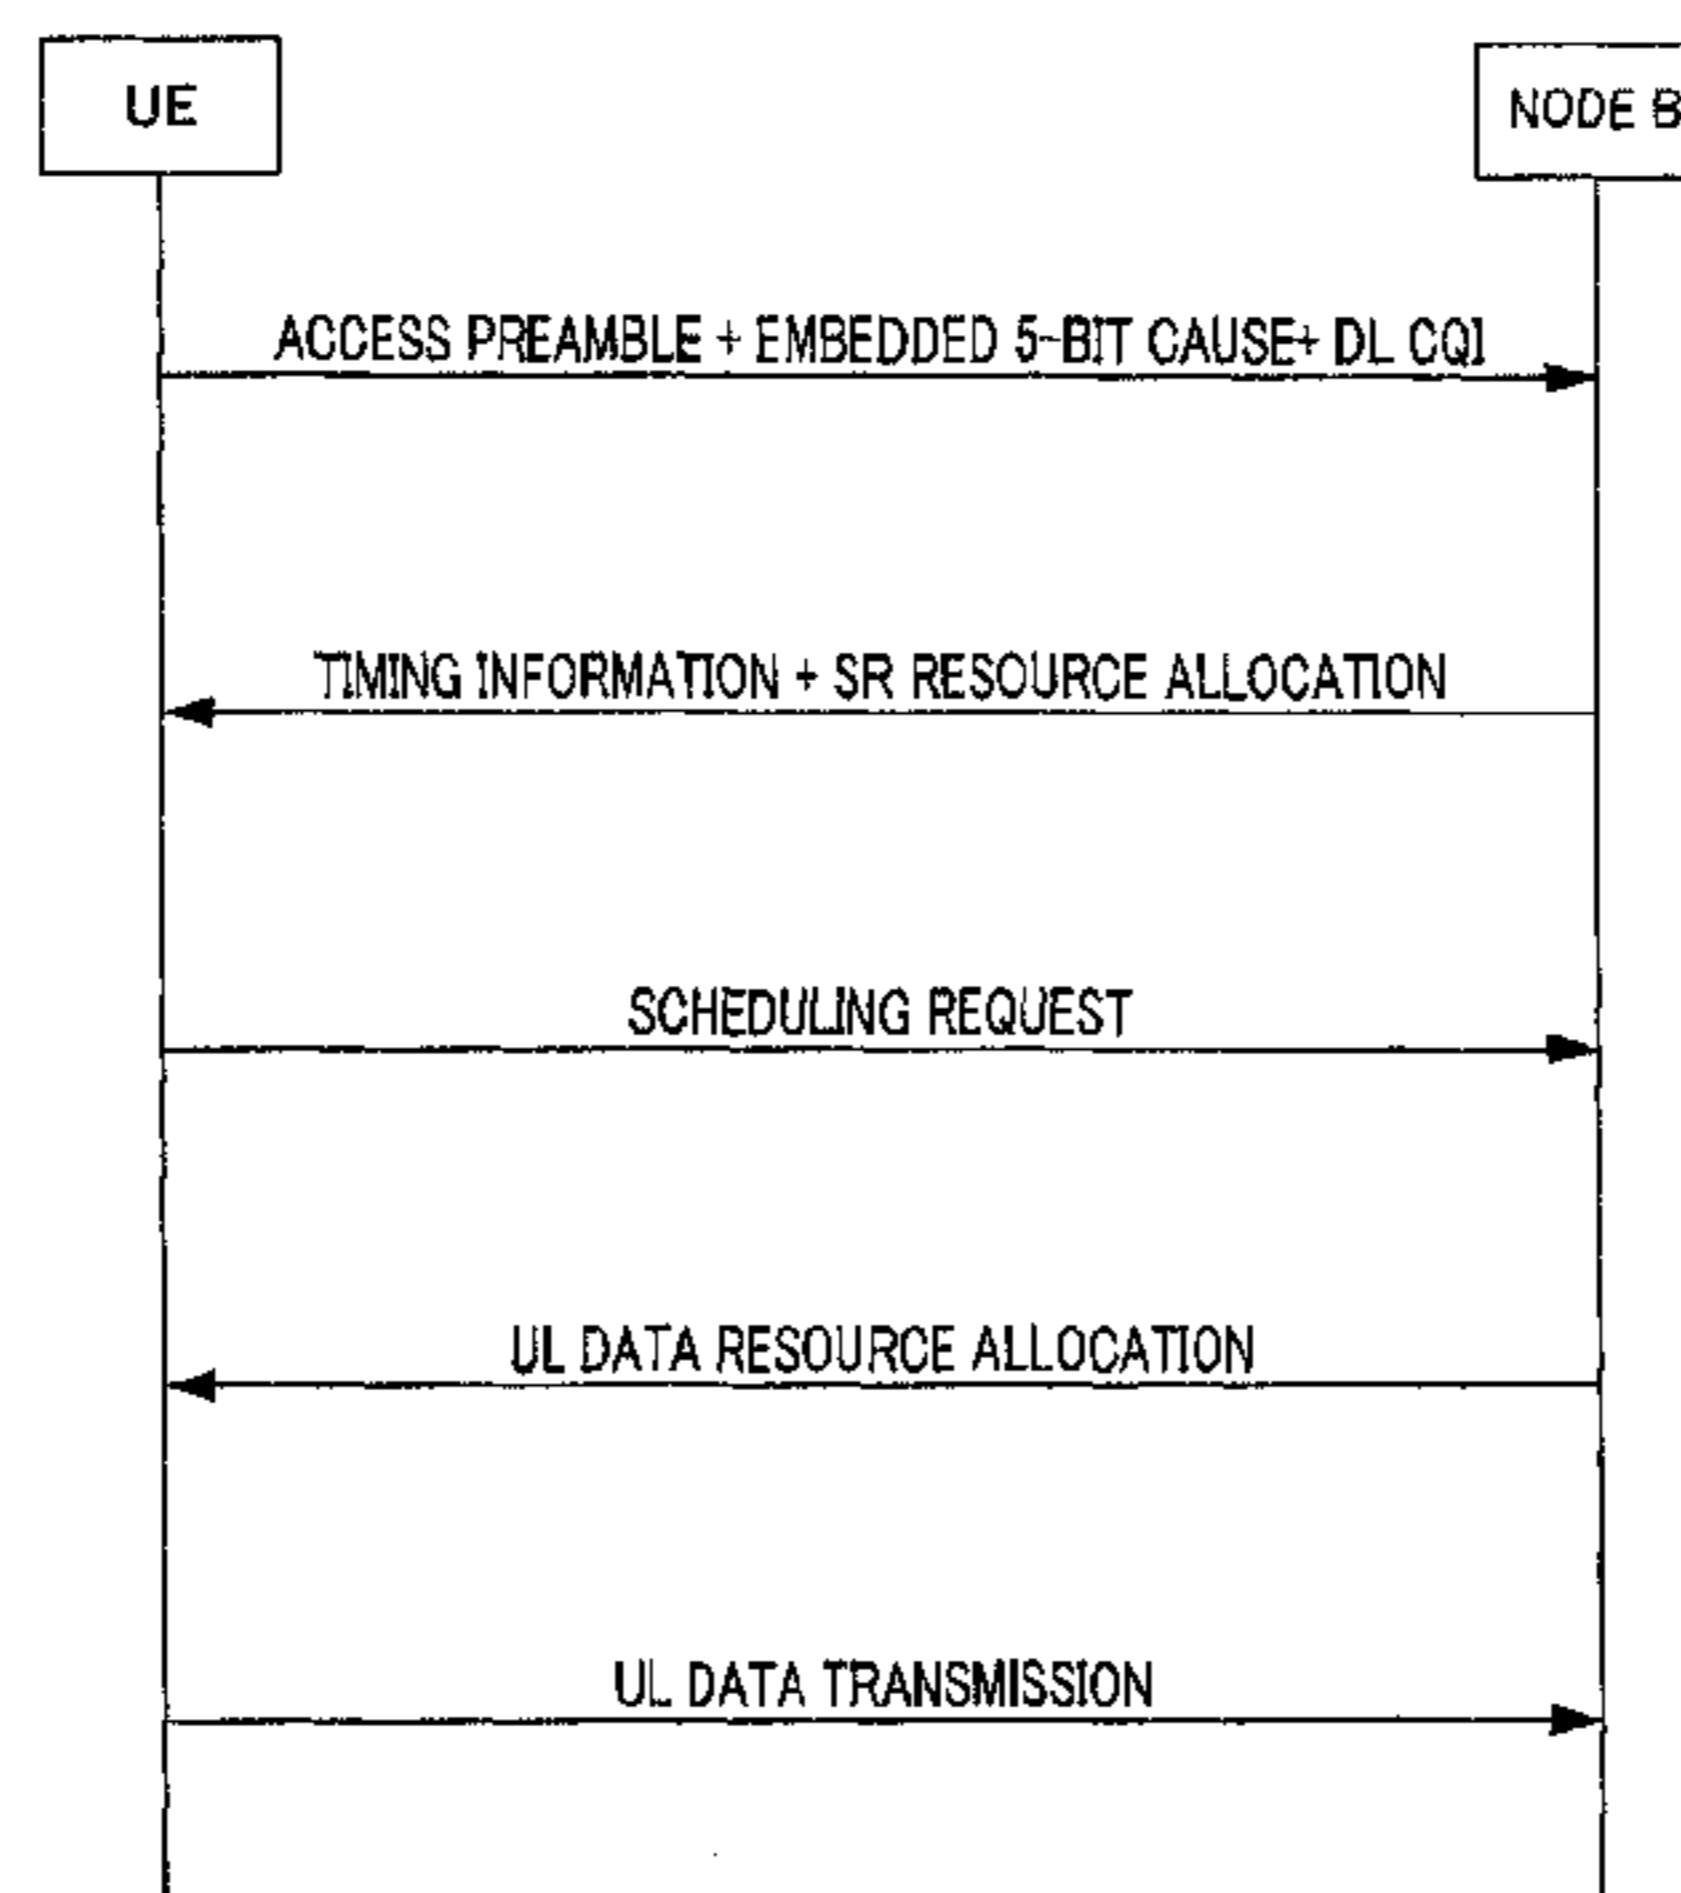 UE
NODE B
ACCESS PREAMBLE + EMBEDDED 5-BIT CAUSE+ DL CQI
TIMING INFORMATION + SR RESOURCE ALLOCATION
SCHEDULING REQUEST
UL DATA RESOURCE ALLOCATION
UL DATA TRANSMISSION